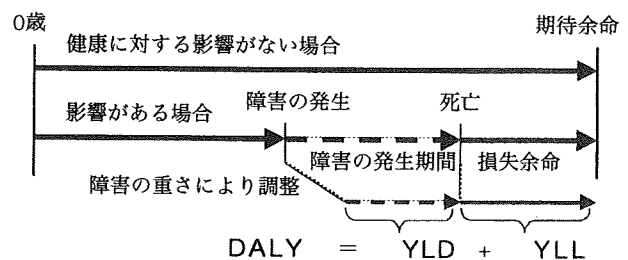 0歳
期待余命
健康に対する影響がない場合
影響がある場合
障害の発生
死亡
障害の発生期間
損失余命
障害の重さにより調整
DALY = YLD + YLL